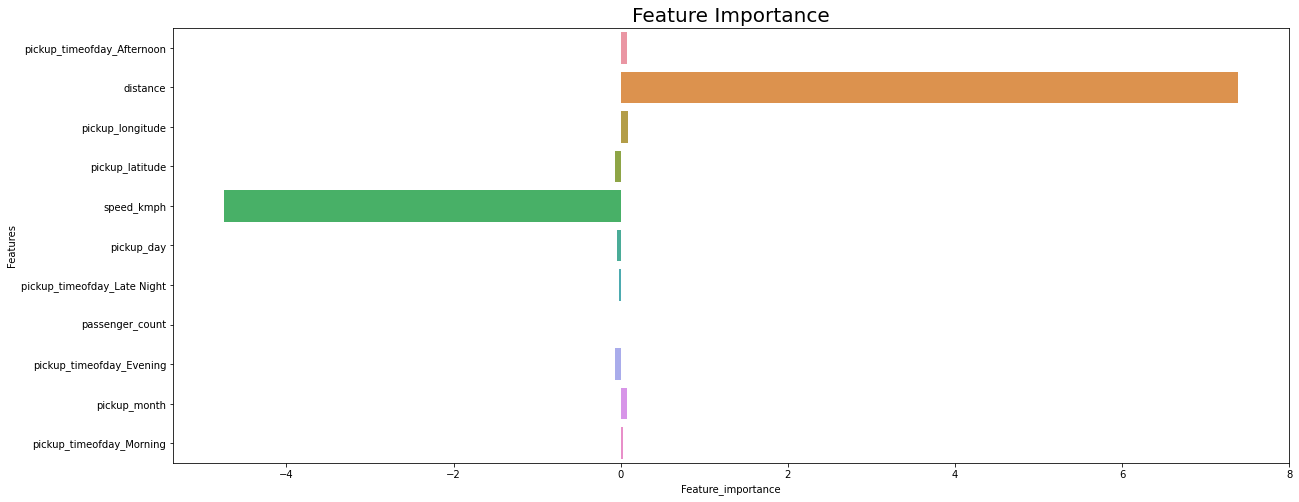 Feature Importance
pickup_timeofday_Afternoon
distance
pickup_longitude
pickup_latitude
speed_kmph
pickup_day
pickup_timeofday_Late Night
passenger_count
pickup_timeofday_Evening
pickup_month
pickup_timeofday_Morning
Features
−4 −2 0 2 4 6 8
Feature_importance